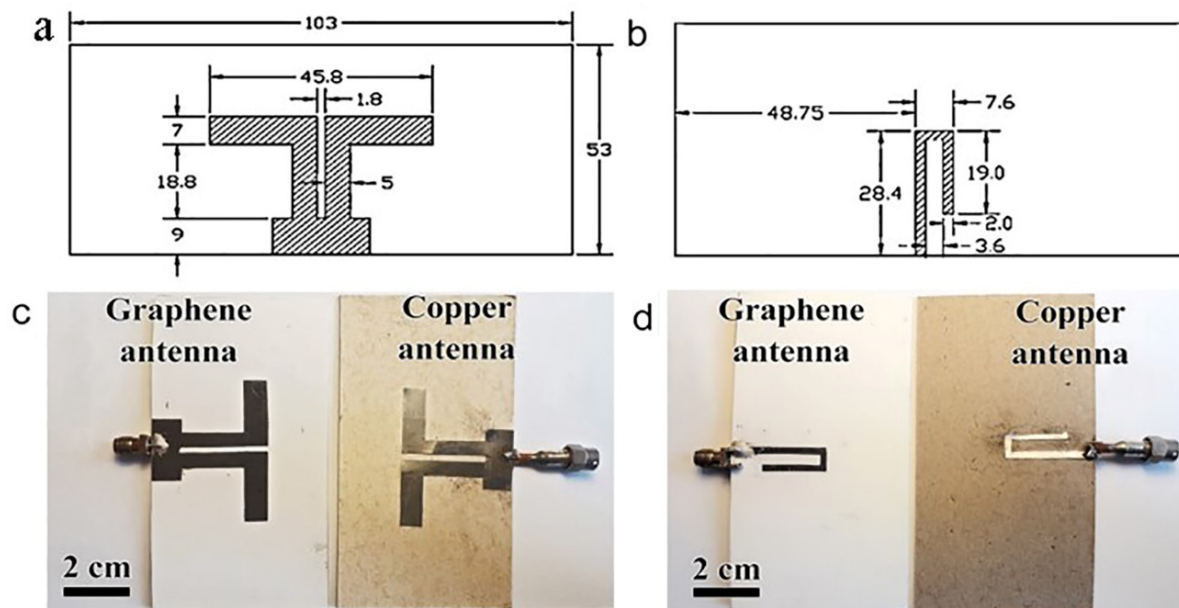 a
103
45.8
1.8
7
18.8
5
9
53
b
7.6
48.75
28.4
19.0
2.0
3.6
c
Graphene
antenna
Copper
antenna
2 cm
d
Graphene
antenna
Copper
antenna
2 cm